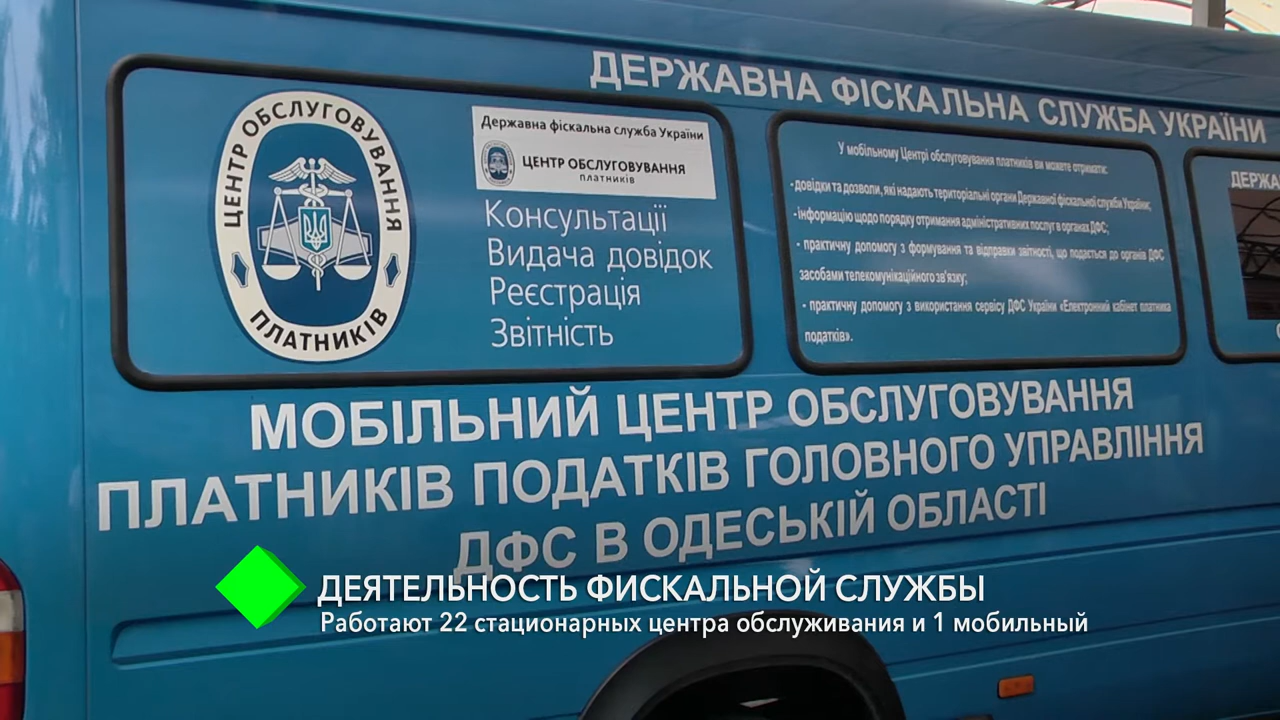 ДЕРЖАВНА ФІСКАЛЬНА СЛУЖБА УКРАЇНИ
ЦЕНТР ОБСЛУГОВУВАННЯ
ПЛАТНИКІВ
Державна фіскальна служба України
ЦЕНТР ОБСЛУГОВУВАННЯ
ПЛАТНИКІВ
Консультації
Видача довідок
Реєстрація
Звітність
У мобільному Центрі обслуговування платників ви можете отримати:
- довідки та дозволи, які надають територіальні органи Державної фіскальної служби України;
- інформацію щодо порядку отримання адміністративних послуг в органах ДФС;
- практичну допомогу з формування та відправки звітності, що подається до органів ДФС
засобами телекомунікаційного зв'язку;
- практичну допомогу з використання сервісу ДФС України «Електронний кабінет платника
податків».
МОБІЛЬНИЙ ЦЕНТР ОБСЛУГОВУВАННЯ
ПЛАТНИКІВ ПОДАТКІВ ГОЛОВНОГО УПРАВЛІННЯ
ДФС В ОДЕСЬКІЙ ОБЛАСТІ
ДЕЯТЕЛЬНОСТЬ ФИСКАЛЬНОЙ СЛУЖБЫ
Работают 22 стационарных центра обслуживания и 1 мобильный